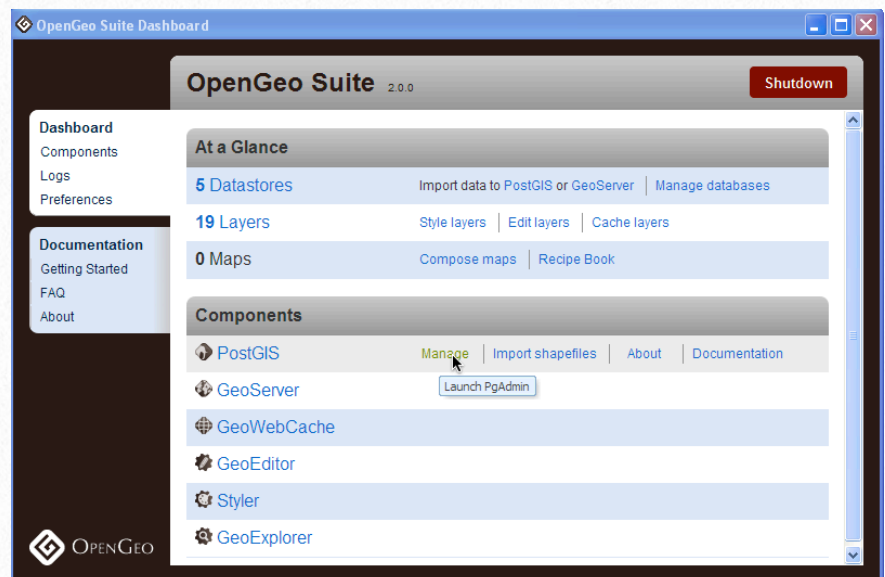 OpenGeo Suite Dashboard
OpenGeo Suite 2.0.0
Shutdown
Dashboard
Components
Logs
Preferences
Documentation
Getting Started
FAQ
About
At a Glance
5 Datastores Import data to PostGIS or GeoServer Manage databases
19 Layers Style layers Edit layers Cache layers
0 Maps Compose maps Recipe Book
Components
PostGIS Manage Import shapefiles About Documentation
Launch PgAdmin
GeoServer
GeoWebCache
GeoEditor
Styler
GeoExplorer
OPENGEO